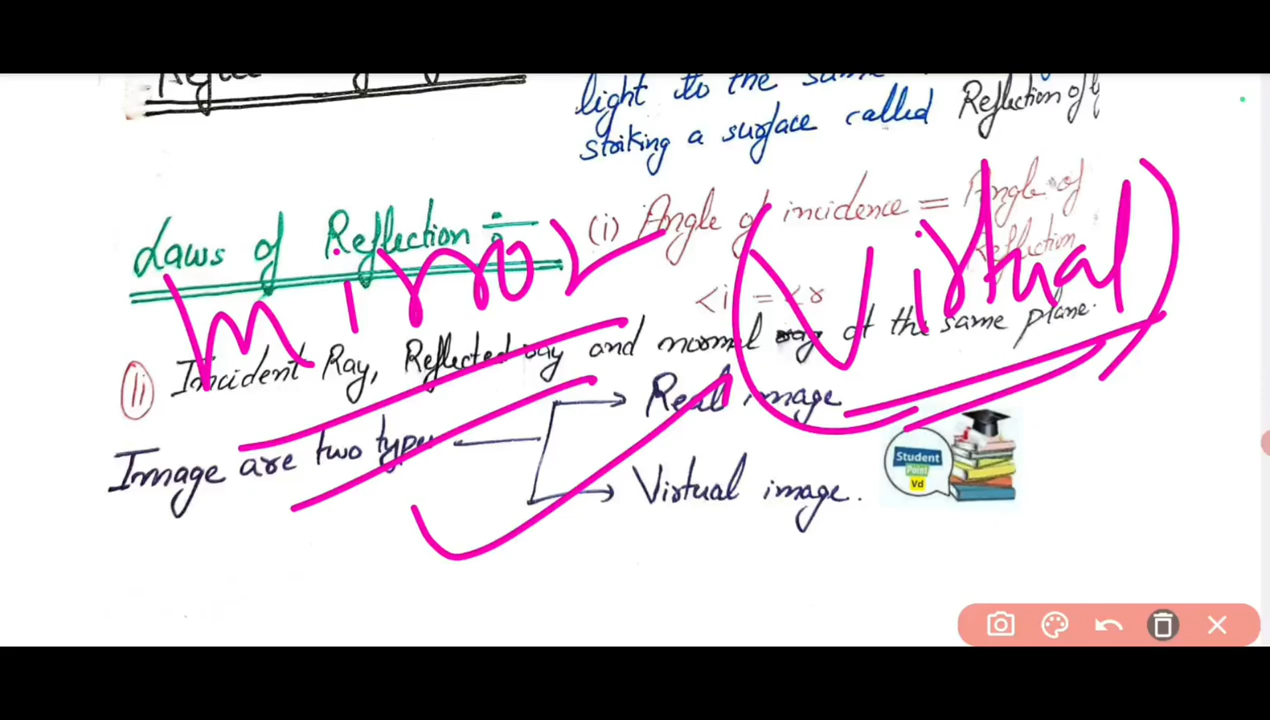 light to the same
striking a surface called Reflection of
Laws of Reflection
(i) Angle of incidence = Angle of
Reflection
<i = <r
(ii) Incident Ray, Reflected ray and normal at the same plane.
Image are two types
Real image
Virtual image.
Mirror
(Virtual)
Student
Point
Vd